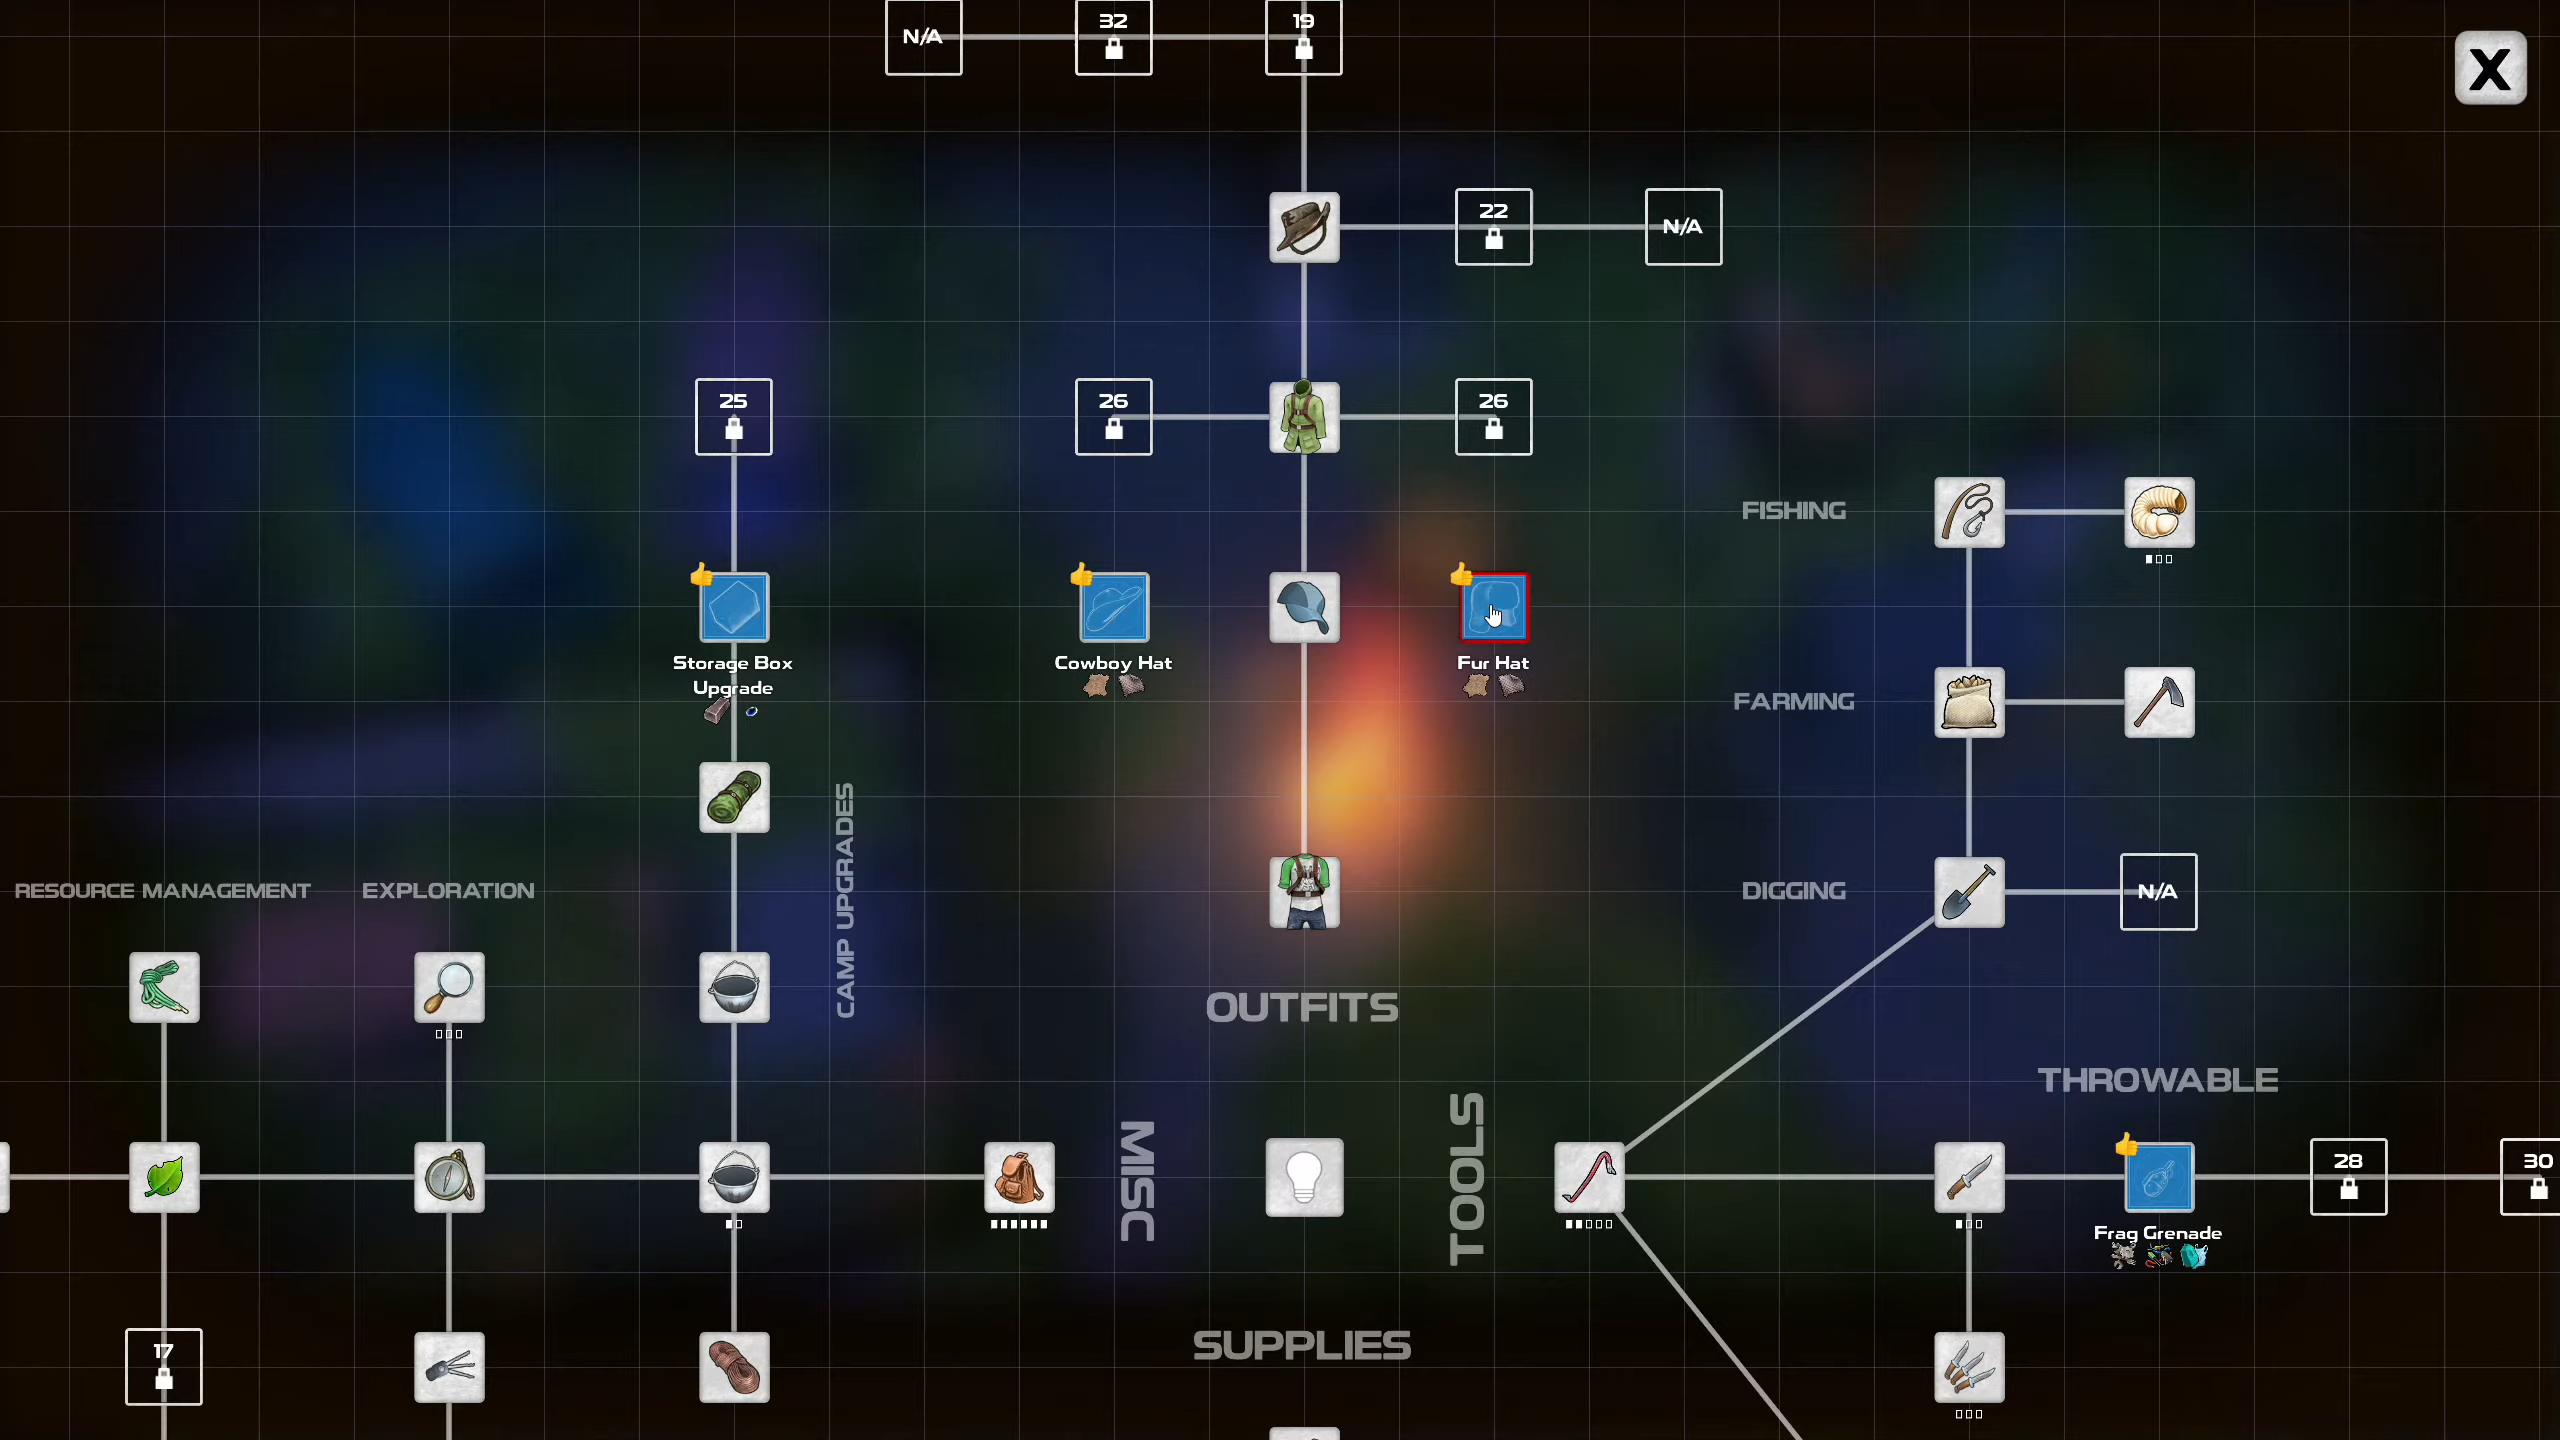 N/A 32 19
X
22 N/A
25 26 26
FISHING
Storage Box
Upgrade
Cowboy Hat
Fur Hat
FARMING
CAMP UPGRADES
RESOURCE MANAGEMENT
EXPLORATION
DIGGING
N/A
OUTFITS
THROWABLE
MISC
TOOLS
28
30
Frag Grenade
SUPPLIES
17